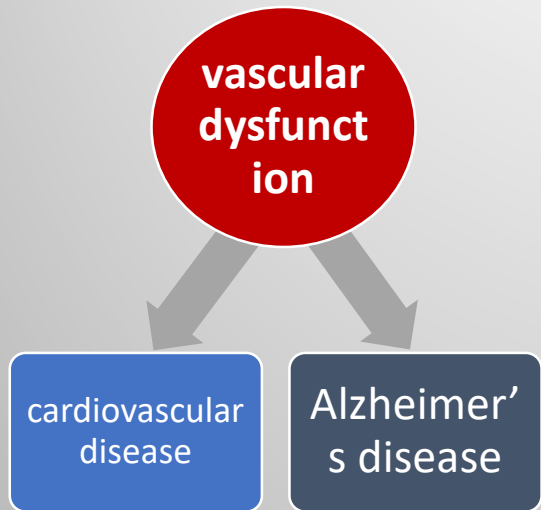 vascular
dysfunct
ion
cardiovascular
disease
Alzheimer’
s disease